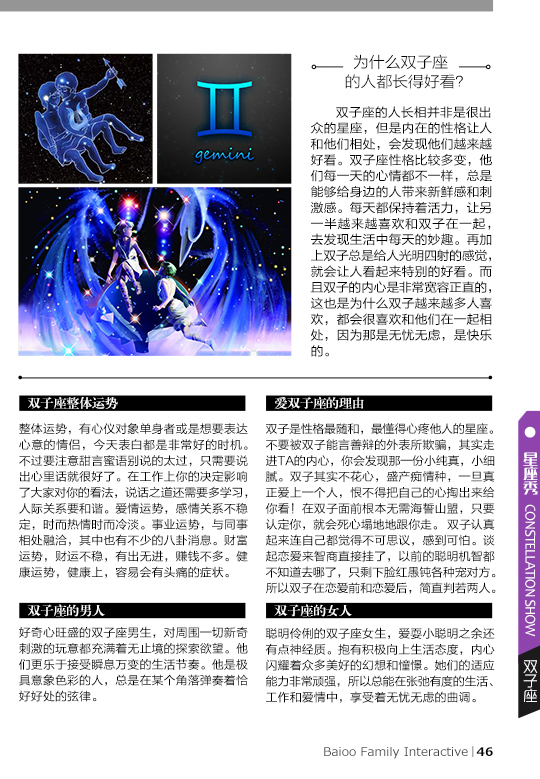 为什么双子座
的人都长得好看?
gemini
双子座的人长相并非是很出
众的星座，但是内在的性格让人
和他们相处，会发现他们越来越
好看。双子座性格比较多变，他
们每一天的心情都不一样，总是
能够给身边的人带来新鲜感和刺
激感。每天都保持着活力，让另
一半越来越喜欢和双子在一起，
去发现生活中每天的妙趣。再加
上双子总是给人光明四射的感觉，
就会让人看起来特别的好看。而
且双子的内心是非常宽容正直的，
这也是为什么双子越来越多人喜
欢，都会很喜欢和他们在一起相
处，因为那是无忧无虑，是快乐
的。
双子座整体运势
整体运势，有心仪对象单身者或是想要表达
心意的情侣，今天表白都是非常好的时机。
不过要注意甜言蜜语别说的太过，只需要说
出心里话就很好了。在工作上你的决定影响
了大家对你的看法，说话之道还需要多学习，
人际关系要和谐。爱情运势，感情关系不稳
定，时而热情时而冷淡。事业运势，与同事
相处融洽，其中也有不少的八卦消息。财富
运势，财运不稳，有出无进，赚钱不多。健
康运势，健康上，容易会有头痛的症状。
爱双子座的理由
双子是性格最随和，最懂得心疼他人的星座。
不要被双子能言善辩的外表所欺骗，其实走
进TA的内心，你会发现那一份小纯真，小细
腻。双子其实不花心，盛产痴情种，一旦真
正爱上一个人，恨不得把自己的心掏出来给
你看！在双子面前根本无需海誓山盟，只要
认定你，就会死心塌地地跟你走。 双子认真
起来连自己都觉得不可思议，感到可怕。谈
起恋爱来智商直接挂了，以前的聪明机智都
不知道去哪了，只剩下脸红愚钝各种宠对方。
所以双子在恋爱前和恋爱后，简直判若两人。
双子座的男人
好奇心旺盛的双子座男生，对周围一切新奇
刺激的玩意都充满着无止境的探索欲望。他
们更乐于接受瞬息万变的生活节奏。他是极
具意象色彩的人，总是在某个角落弹奏着恰
好好处的弦律。
双子座的女人
聪明伶俐的双子座女生，爱耍小聪明之余还
有点神经质。抱有积极向上生活态度，内心
闪耀着众多美好的幻想和憧憬。她们的适应
能力非常顽强，所以总能在张弛有度的生活、
工作和爱情中，享受着无忧无虑的曲调。
星座秀
CONSTELLATION SHOW
双子座
Baioo Family Interactive | 46